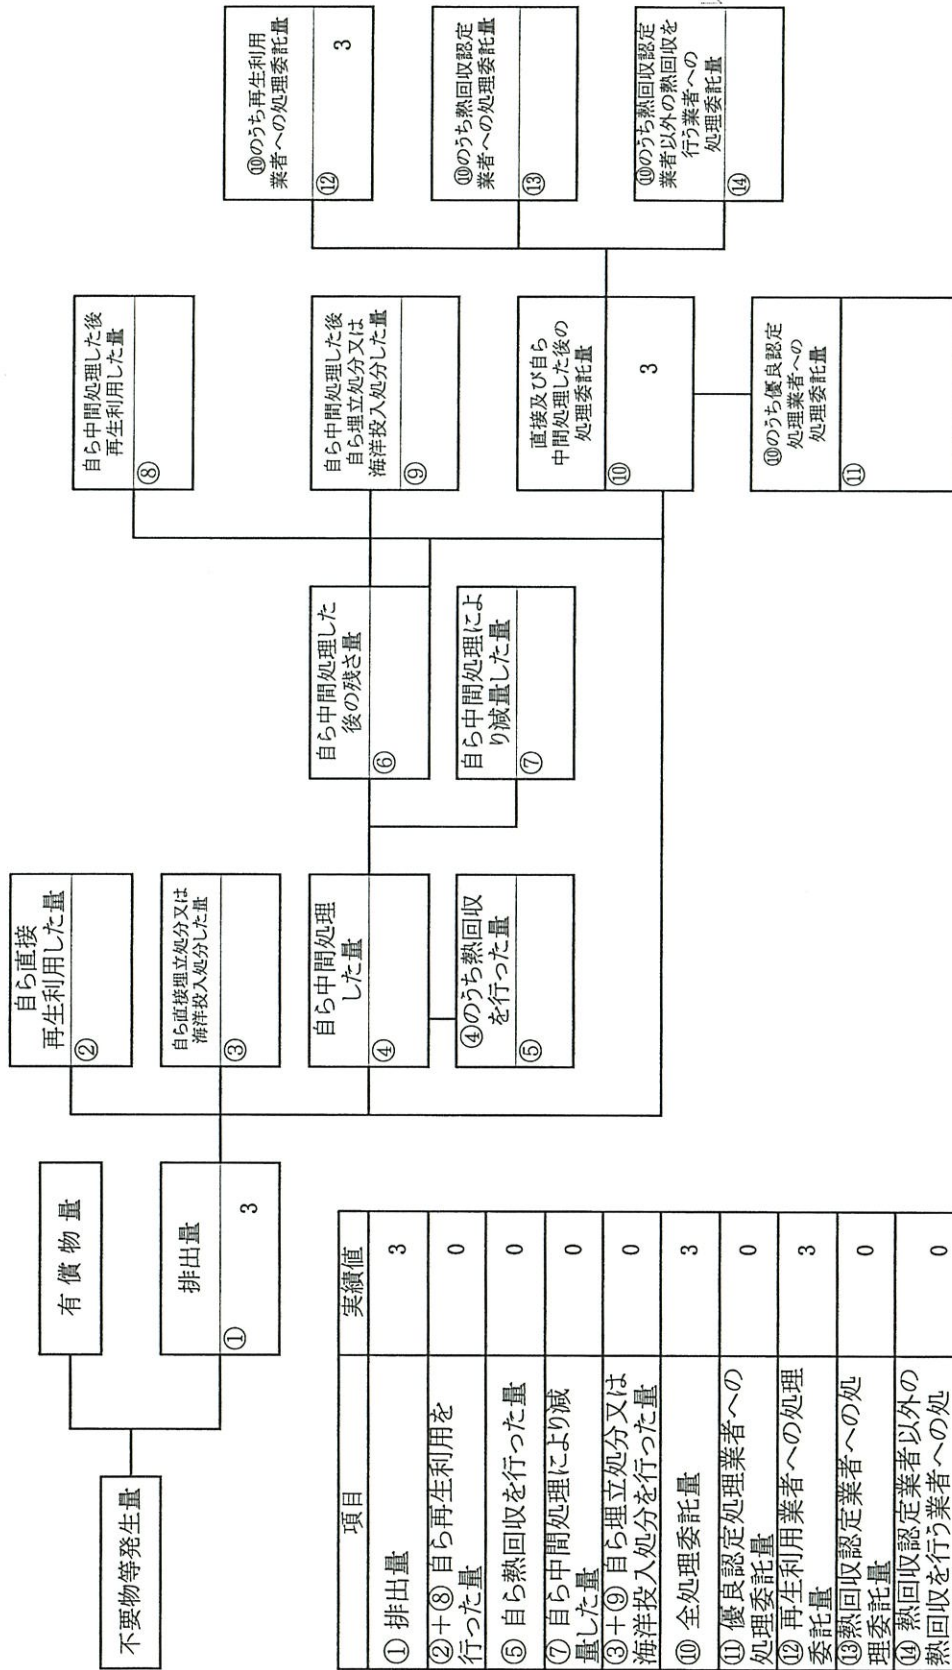 不要物等発生量
有償物量
排出量
①
3
自ら直接
再生利用した量
②
自ら直接埋立処分又は
海洋投入処分した量
③
自ら中間処理
した量
④
④のうち熱回収
を行った量
⑤
自ら中間処理した
後の残さ量
⑥
自ら中間処理によ
り減量した量
⑦
自ら中間処理した後
再生利用した量
⑧
自ら中間処理した後
自ら埋立処分又は
海洋投入処分した量
⑨
直接及び自ら
中間処理した後の
処理委託量
⑩
3
⑩のうち優良認定
処理業者への
処理委託量
⑪
⑩のうち再生利用
業者への処理委託量
⑫
3
⑩のうち熱回収認定
業者への処理委託量
⑬
⑩のうち熱回収認定
業者以外の熱回収を
行う業者への
処理委託量
⑭
項目 実績値
① 排出量 3
②+⑧ 自ら再生利用を
行った量 0
⑤ 自ら熱回収を行った量 0
⑦ 自ら中間処理により減
量した量 0
③+⑨ 自ら埋立処分又は
海洋投入処分を行った量 0
⑩ 全処理委託量 3
⑪ 優良認定処理業者への
処理委託量 0
⑫ 再生利用業者への処理
委託量 3
⑬熱回収認定業者への処
理委託量 0
⑭ 熱回収認定業者以外の
熱回収を行う業者への処 0